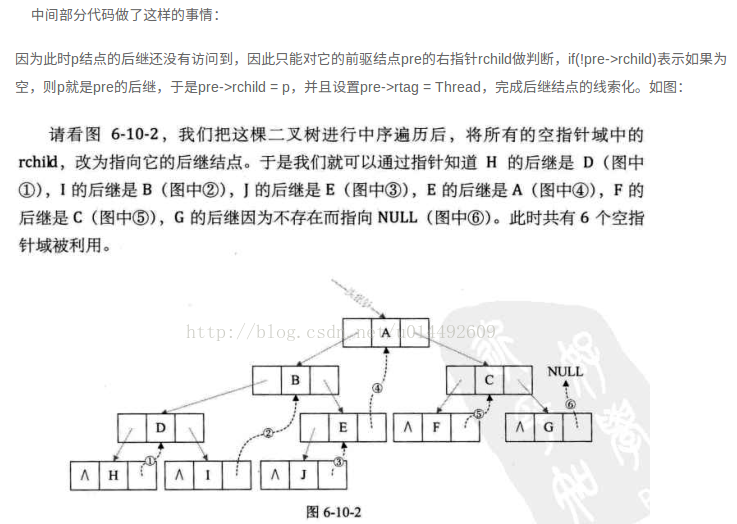 中间部分代码做了这样的事情：
因为此时p结点的后继还没有访问到，因此只能对它的前驱结点pre的右指针rchild做判断，if(!pre->rchild)表示如果为
空，则p就是pre的后继，于是pre->rchild = p，并且设置pre->rtag = Thread，完成后继结点的线索化。如图：
请看图 6-10-2，我们把这棵二叉树进行中序遍历后，将所有的空指针域中的
rchild，改为指向它的后继结点。于是我们就可以通过指针知道 H 的后继是 D（图中
①），I 的后继是 B（图中②），J 的后继是 E（图中③），E 的后继是 A（图中④），F 的
后继是 C（图中⑤），G 的后继因为不存在而指向 NULL（图中⑥）。此时共有 6 个空指
针域被利用。
http://blog.csdn.net/u014492609
A
B
C
NULL
④
⑥
D
②
E
∧ F
⑤
∧ G
∧ H
①
∧ I
∧ J
③
图 6-10-2